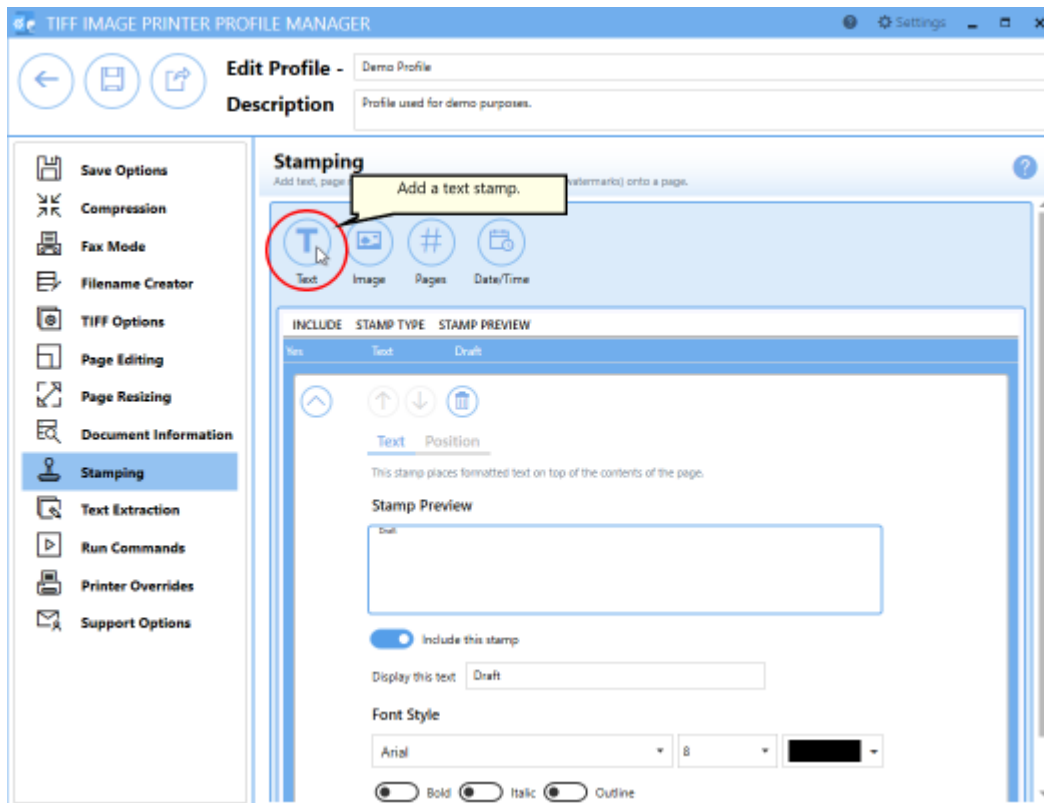 TIFF IMAGE PRINTER PROFILE MANAGER
Settings
Edit Profile - Demo Profile
Description Profile used for demo purposes.
Save Options
Compression
Fax Mode
Filename Creator
TIFF Options
Page Editing
Page Resizing
Document Information
Stamping
Text Extraction
Run Commands
Printer Overrides
Support Options
Stamping
Add text, page watermarks) onto a page.
Add a text stamp.
Text Image Pages Date/Time
INCLUDE STAMP TYPE STAMP PREVIEW
Yes Text Draft
Text Position
This stamp places formatted text on top of the contents of the page.
Stamp Preview
Draft
Include this stamp
Display this text Draft
Font Style
Arial 8
Bold Italic Outline